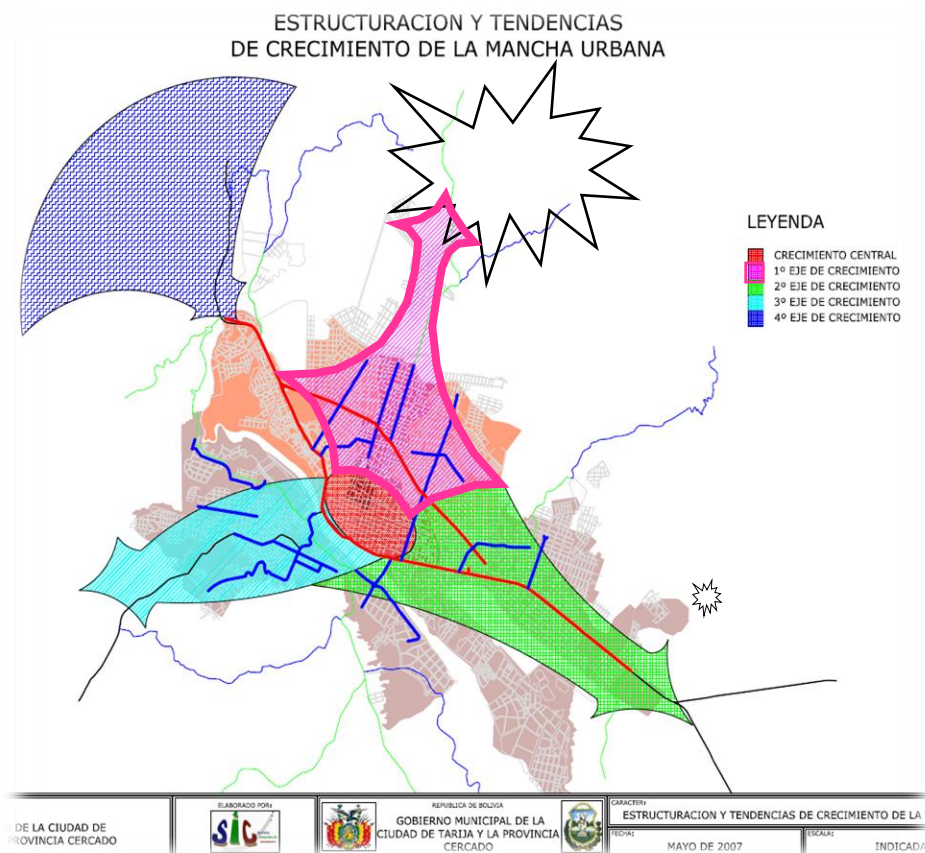 ESTRUCTURACION Y TENDENCIAS
DE CRECIMIENTO DE LA MANCHA URBANA
LEYENDA
CRECIMIENTO CENTRAL
1º EJE DE CRECIMIENTO
2º EJE DE CRECIMIENTO
3º EJE DE CRECIMIENTO
4º EJE DE CRECIMIENTO
DE LA CIUDAD DE
PROVINCIA CERCADO
ELABORADO POR:
SIC
REPUBLICA DE BOLIVIA
GOBIERNO MUNICIPAL DE LA
CIUDAD DE TARIJA Y LA PROVINCIA
CERCADO
CARACTER:
ESTRUCTURACION Y TENDENCIAS DE CRECIMIENTO DE LA
FECHA:
MAYO DE 2007
ESCALA:
INDICADA